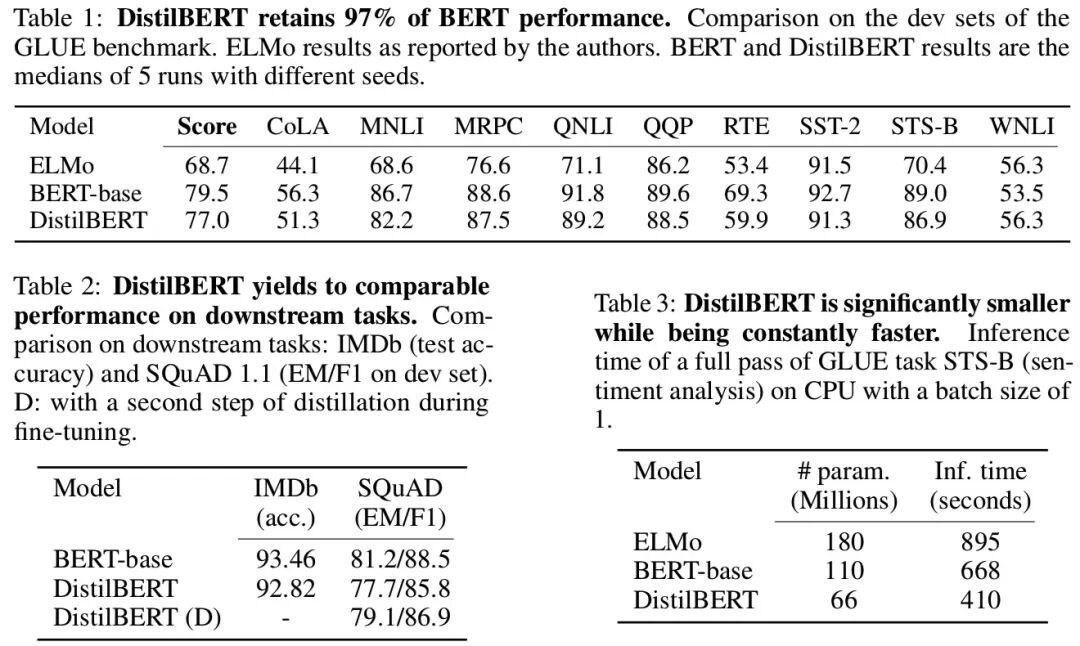 Table 1: DistilBERT retains 97% of BERT performance. Comparison on the dev sets of the
GLUE benchmark. ELMo results as reported by the authors. BERT and DistilBERT results are the
medians of 5 runs with different seeds.
Model Score CoLA MNLI MRPC QNLI QQP RTE SST-2 STS-B WNLI
ELMo 68.7 44.1 68.6 76.6 71.1 86.2 53.4 91.5 70.4 56.3
BERT-base 79.5 56.3 86.7 88.6 91.8 89.6 69.3 92.7 89.0 53.5
DistilBERT 77.0 51.3 82.2 87.5 89.2 88.5 59.9 91.3 86.9 56.3
Table 2: DistilBERT yields to comparable
performance on downstream tasks. Com-
parison on downstream tasks: IMDb (test ac-
curacy) and SQuAD 1.1 (EM/F1 on dev set).
D: with a second step of distillation during
fine-tuning.
Model IMDb SQuAD
(acc.) (EM/F1)
BERT-base 93.46 81.2/88.5
DistilBERT 92.82 77.7/85.8
DistilBERT (D) - 79.1/86.9
Table 3: DistilBERT is significantly smaller
while being constantly faster. Inference
time of a full pass of GLUE task STS-B (sen-
timent analysis) on CPU with a batch size of
1.
Model # param. Inf. time
(Millions) (seconds)
ELMo 180 895
BERT-base 110 668
DistilBERT 66 410